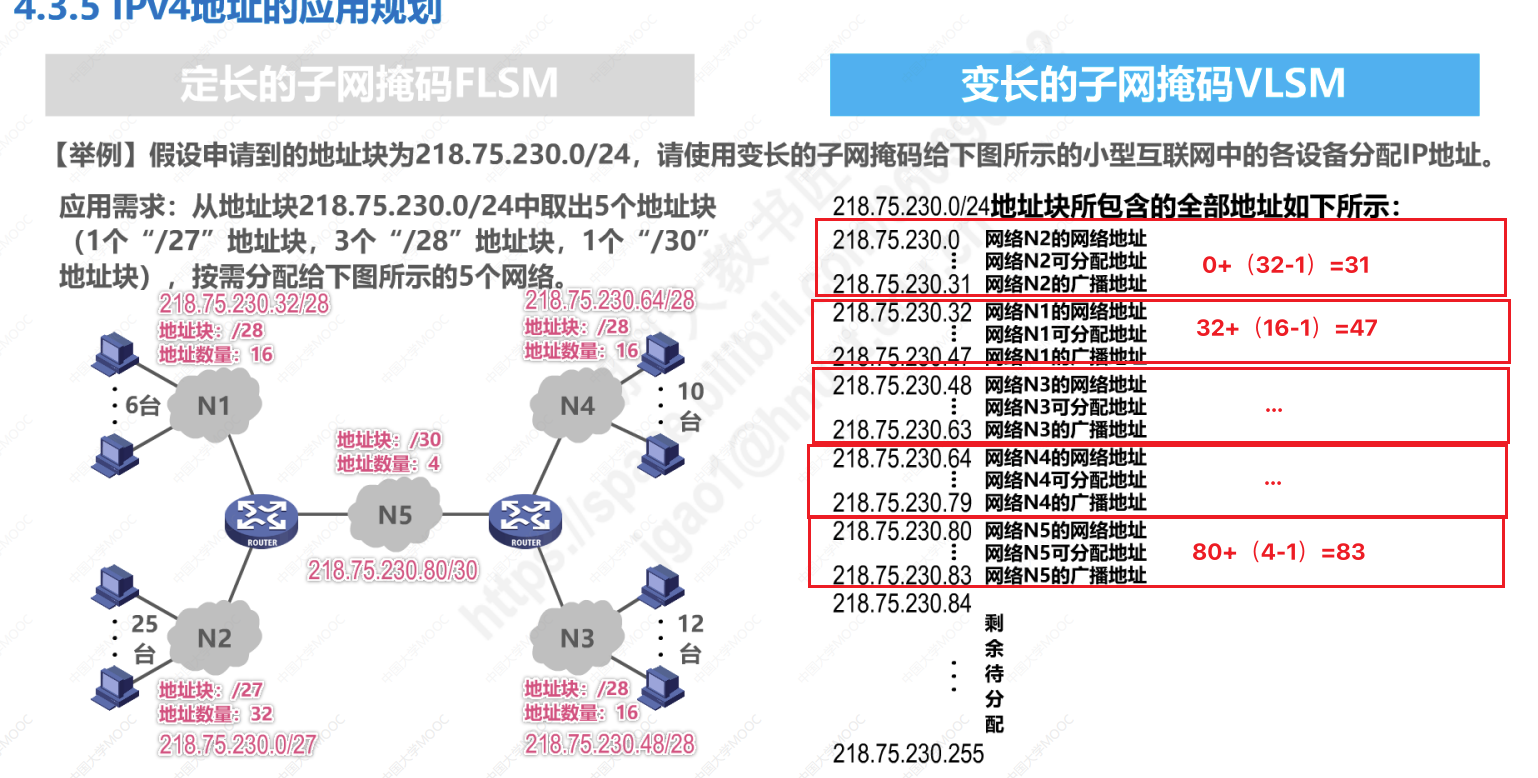 4.3.5 IPv4地址的应用规划
定长的子网掩码FLSM
变长的子网掩码VLSM
【举例】假设申请到的地址块为218.75.230.0/24，请使用变长的子网掩码给下图所示的小型互联网中的各设备分配IP地址。
应用需求：从地址块218.75.230.0/24中取出5个地址块
（1个“/27”地址块，3个“/28”地址块，1个“/30”
地址块），按需分配给下图所示的5个网络。
218.75.230.32/28
地址块：/28
地址数量：16
N1
6台
218.75.230.64/28
地址块：/28
地址数量：16
N4
10
台
地址块：/30
地址数量：4
N5
ROUTER
ROUTER
218.75.230.80/30
25
台
N2
地址块：/27
地址数量：32
218.75.230.0/27
N3
12
台
地址块：/28
地址数量：16
218.75.230.48/28
218.75.230.0/24地址块所包含的全部地址如下所示：
218.75.230.0 网络N2的网络地址
网络N2可分配地址
218.75.230.31 网络N2的广播地址
0+（32-1）=31
218.75.230.32 网络N1的网络地址
网络N1可分配地址
218.75.230.47 网络N1的广播地址
32+（16-1）=47
218.75.230.48 网络N3的网络地址
网络N3可分配地址
218.75.230.63 网络N3的广播地址
...
218.75.230.64 网络N4的网络地址
网络N4可分配地址
218.75.230.79 网络N4的广播地址
...
218.75.230.80 网络N5的网络地址
网络N5可分配地址
218.75.230.83 网络N5的广播地址
80+（4-1）=83
218.75.230.84
剩
余
待
分
配
218.75.230.255
中国大学MOOC